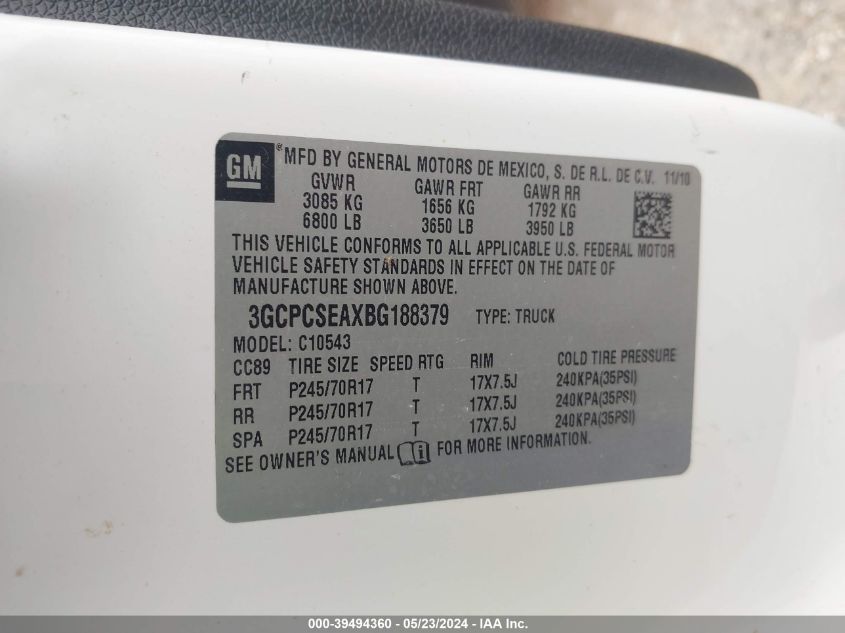 GM ® MFD BY GENERAL MOTORS DE MEXICO, S. DE R.L. DE C.V. 11/10
GVWR GAWR FRT GAWR RR
3085 KG 1656 KG 1792 KG
6800 LB 3650 LB 3950 LB
THIS VEHICLE CONFORMS TO ALL APPLICABLE U.S. FEDERAL MOTOR
VEHICLE SAFETY STANDARDS IN EFFECT ON THE DATE OF
MANUFACTURE SHOWN ABOVE.
3GCPCSEAXBG188379 TYPE: TRUCK
MODEL: C10543
CC89 TIRE SIZE SPEED RTG RIM COLD TIRE PRESSURE
FRT P245/70R17 T 17X7.5J 240KPA(35PSI)
RR P245/70R17 T 17X7.5J 240KPA(35PSI)
SPA P245/70R17 T 17X7.5J 240KPA(35PSI)
SEE OWNER'S MANUAL i FOR MORE INFORMATION.
000-39494360 - 05/23/2024 - IAA Inc.